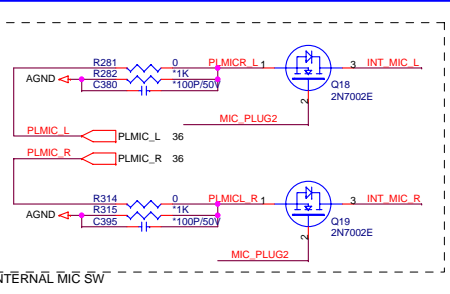 R281 0 PLMICR_L 1 3 INT_MIC_L
R282 *1K
AGND C380 *100P/50V
Q18
2N7002E
2
MIC_PLUG2
PLMIC_L PLMIC_L 36
PLMIC_R PLMIC_R 36
R314 0 PLMICL_R 1 3 INT_MIC_R
R315 *1K
AGND C395 *100P/50V
Q19
2N7002E
2
MIC_PLUG2
NTERNAL MIC SW